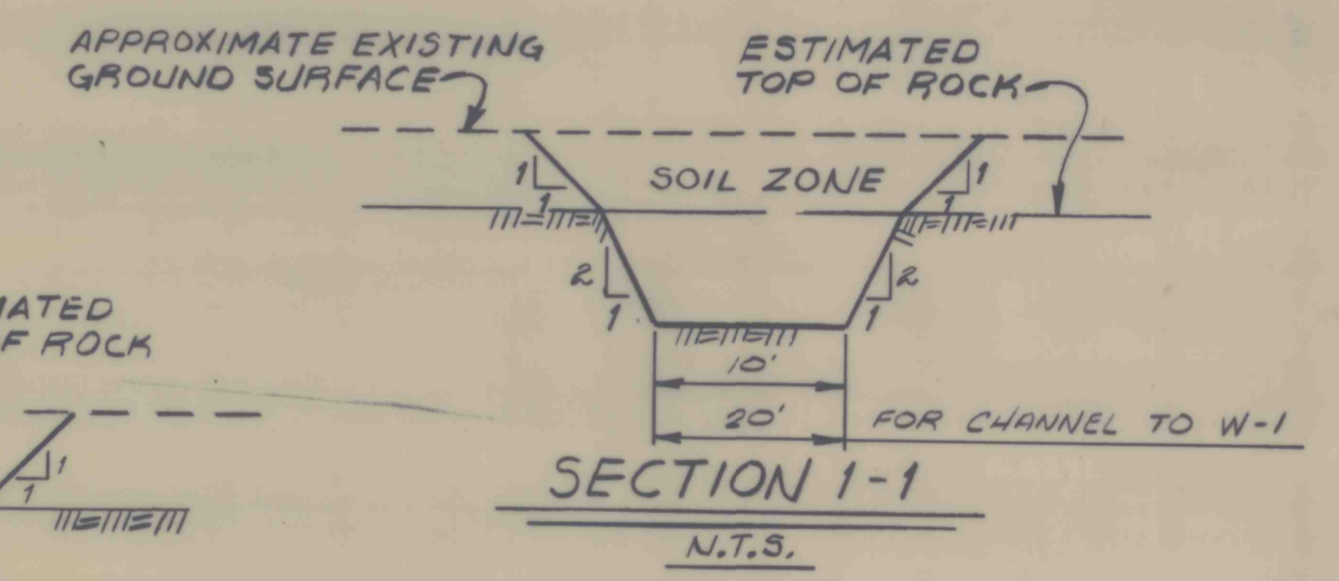 APPROXIMATE EXISTING
GROUND SURFACE
ESTIMATED
TOP OF ROCK
SOIL ZONE
1
1
1
1
2
1
2
1
MATED
F ROCK
1
1
10'
20'
FOR CHANNEL TO W-1
SECTION 1-1
N.T.S.